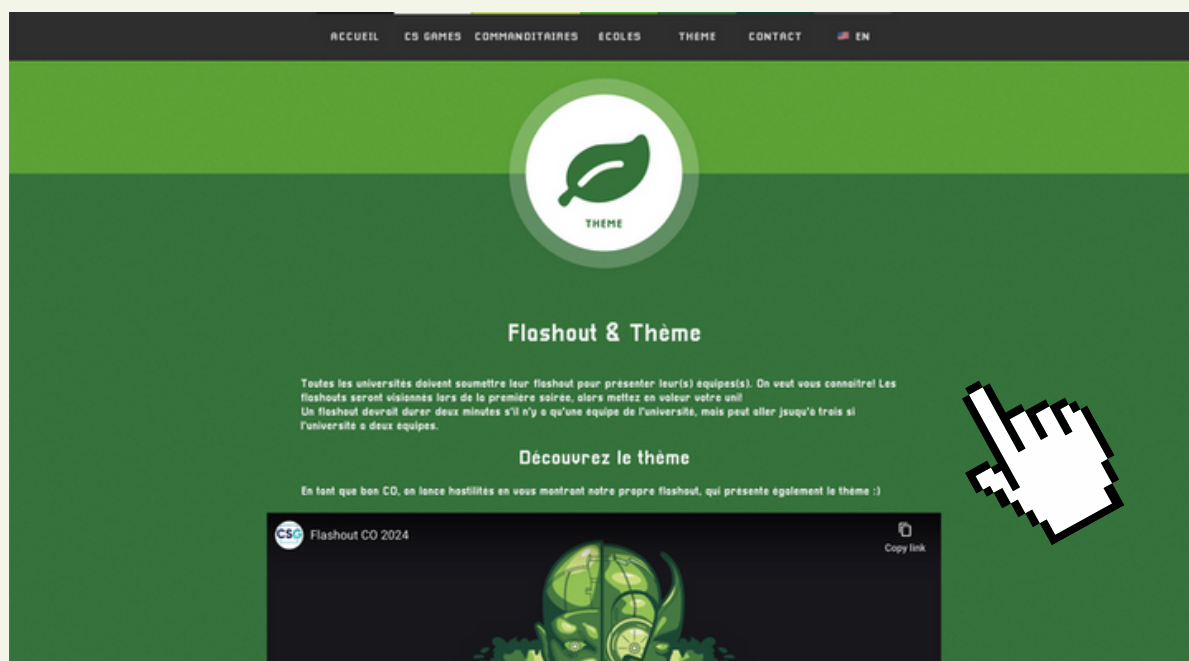 ACCUEIL CS GAMES COMMANDITAIRES ÉCOLES THEME CONTACT EN
THEME
Flashout & Thème
Toutes les universités doivent soumettre leur flashout pour présenter leur(s) équipes(s). On veut vous connaître! Les
flashouts seront visionnés lors de la première soirée, alors mettez en valeur votre uni!
Un flashout devrait durer deux minutes s'il n'y a qu'une équipe de l'université, mais peut aller jsuqu'à trois si
l'université a deux équipes.
Découvrez le thème
En tant que bon CO, on lance hostilités en vous montrant notre propre flashout, qui présente également le thème :)
CSG Flashout CO 2024
Copy link